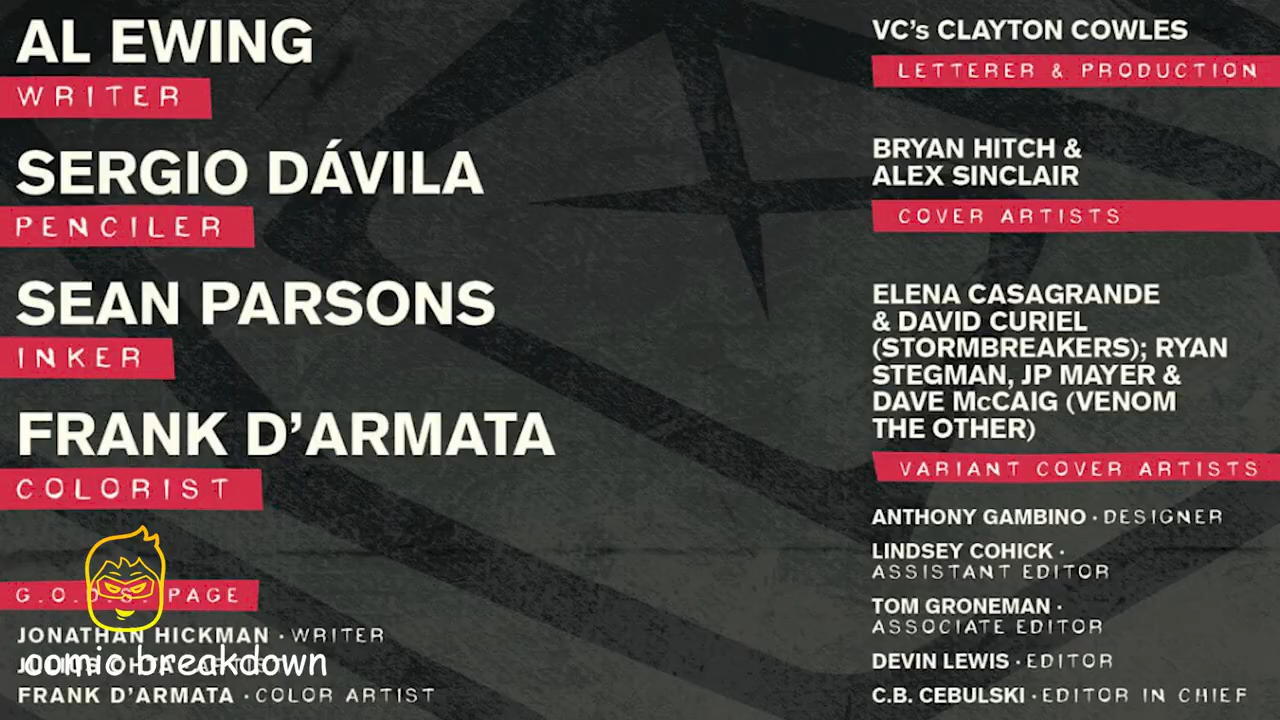 AL EWING
WRITER
SERGIO DÁVILA
PENCILER
SEAN PARSONS
INKER
FRANK D’ARMATA
COLORIST
G.O.D.S. PAGE
JONATHAN HICKMAN · WRITER
comic breakdown
FRANK D’ARMATA · COLOR ARTIST
VC’s CLAYTON COWLES
LETTERER & PRODUCTION
BRYAN HITCH &
ALEX SINCLAIR
COVER ARTISTS
ELENA CASAGRANDE
& DAVID CURIEL
(STORMBREAKERS); RYAN
STEGMAN, JP MAYER &
DAVE McCAIG (VENOM
THE OTHER)
VARIANT COVER ARTISTS
ANTHONY GAMBINO · DESIGNER
LINDSEY COHICK ·
ASSISTANT EDITOR
TOM GRONEMAN ·
ASSOCIATE EDITOR
DEVIN LEWIS · EDITOR
C.B. CEBULSKI · EDITOR IN CHIEF